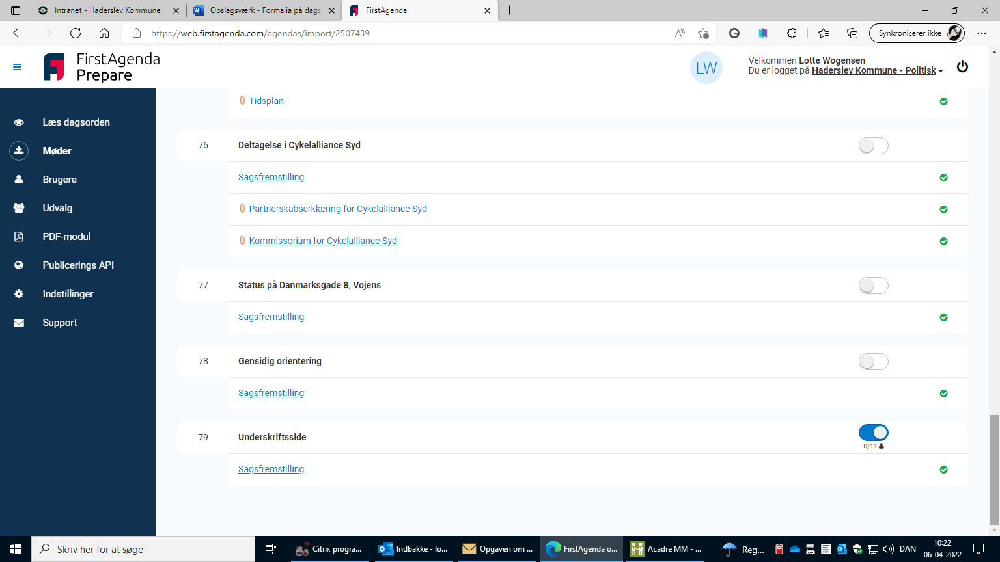 Intranet - Haderslev Kommune
Opslagsværk - Formalia på dags
FirstAgenda
https://web.firstagenda.com/agendas/import/2507439
Synkroniserer ikke
FirstAgenda
Prepare
LW
Velkommen Lotte Wogensen
Du er logget på Haderslev Kommune - Politisk
Læs dagsorden
Møder
Brugere
Udvalg
PDF-modul
Publicerings API
Indstillinger
Support
Tidsplan
76 Deltagelse i Cykelalliance Syd
Sagsfremstilling
Partnerskabserklæring for Cykelalliance Syd
Kommissorium for Cykelalliance Syd
77 Status på Danmarksgade 8, Vojens
Sagsfremstilling
78 Gensidig orientering
Sagsfremstilling
79 Underskriftsside
0/11
Sagsfremstilling
Skriv her for at søge
Citrix progra...
Indbakke - lo...
Opgaven om ...
FirstAgenda o...
Acadre MM - ...
Reg...
DAN
10:22
06-04-2022